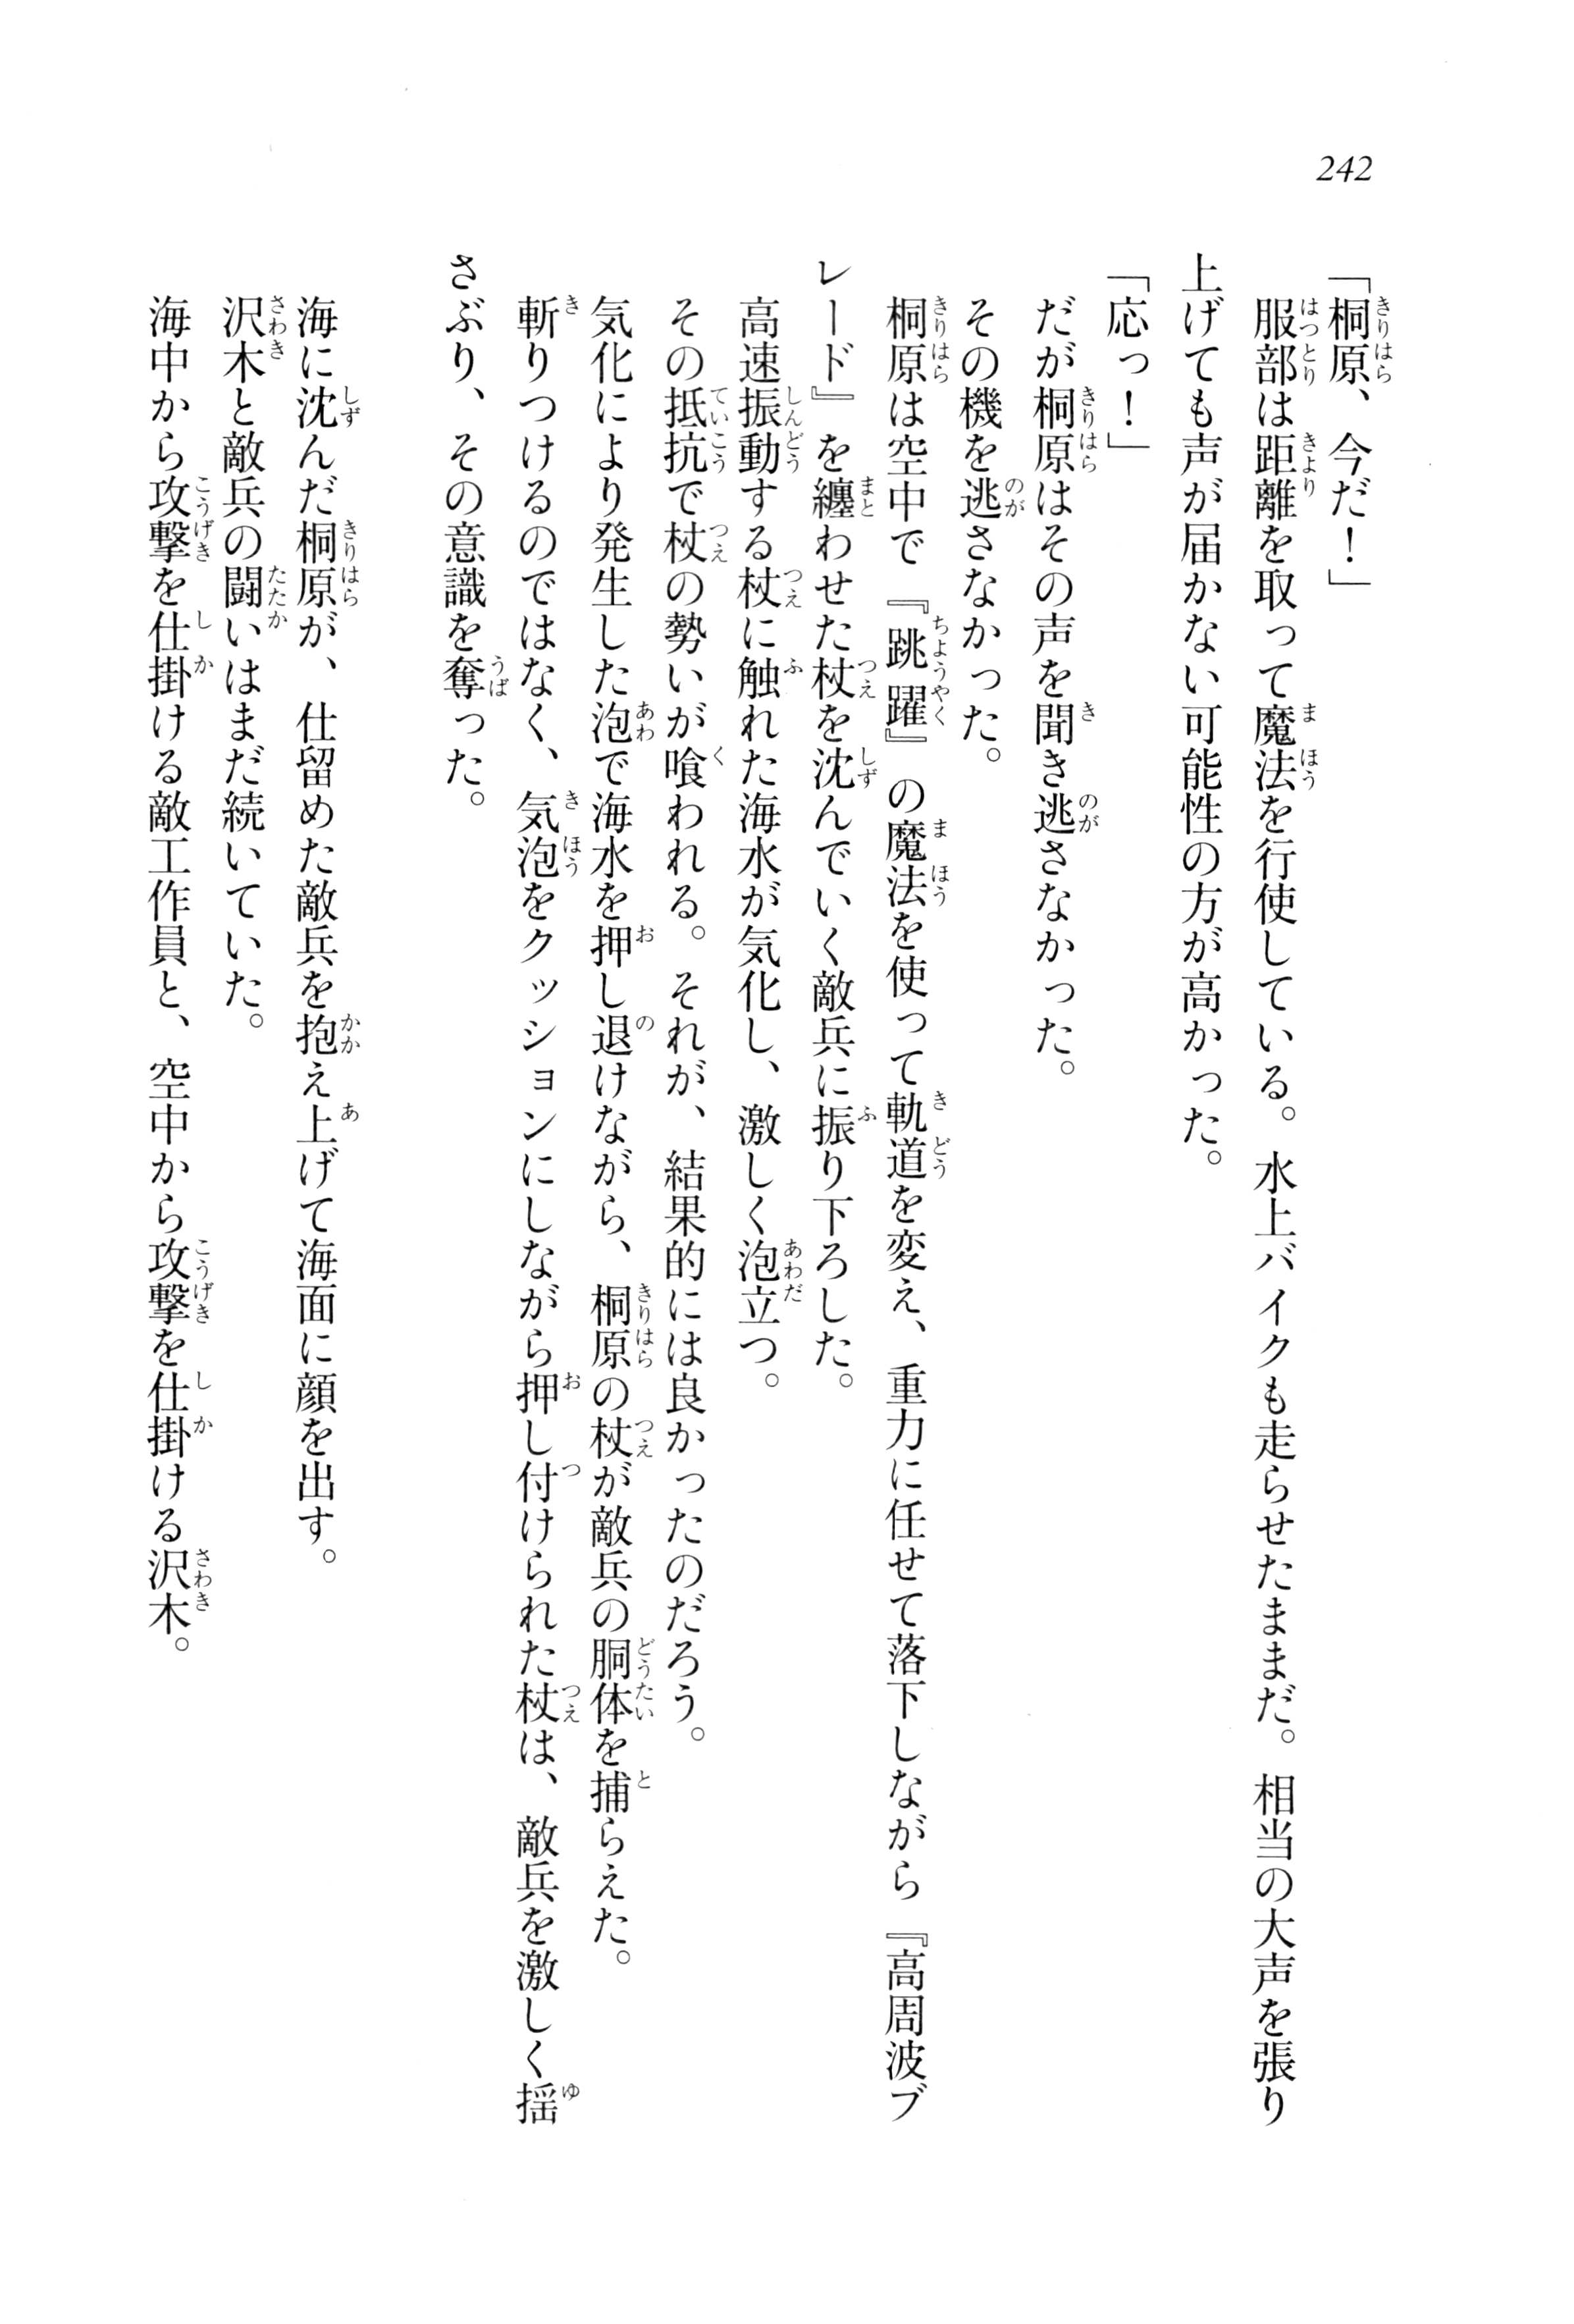 242
「桐原、今だ！」
服部は距離を取って魔法を行使している。水上バイクも走らせたままだ。相当の大声を張り
上げても声が届かない可能性の方が高かった。
「応っ！」
だが桐原はその声を聞き逃さなかった。
その機を逃さなかった。
桐原は空中で『跳躍』の魔法を使って軌道を変え、重力に任せて落下しながら『高周波ブ
レード』を纏わせた杖を沈んでいく敵兵に振り下ろした。
高速振動する杖に触れた海水が気化し、激しく泡立つ。
その抵抗で杖の勢いが喰われる。それが、結果的には良かったのだろう。
気化により発生した泡で海水を押し退けながら、桐原の杖が敵兵の胴体を捕らえた。
斬りつけるのではなく、気泡をクッションにしながら押し付けられた杖は、敵兵を激しく揺
さぶり、その意識を奪った。
海に沈んだ桐原が、仕留めた敵兵を抱え上げて海面に顔を出す。
沢木と敵兵の闘いはまだ続いていた。
海中から攻撃を仕掛ける敵工作員と、空中から攻撃を仕掛ける沢木。